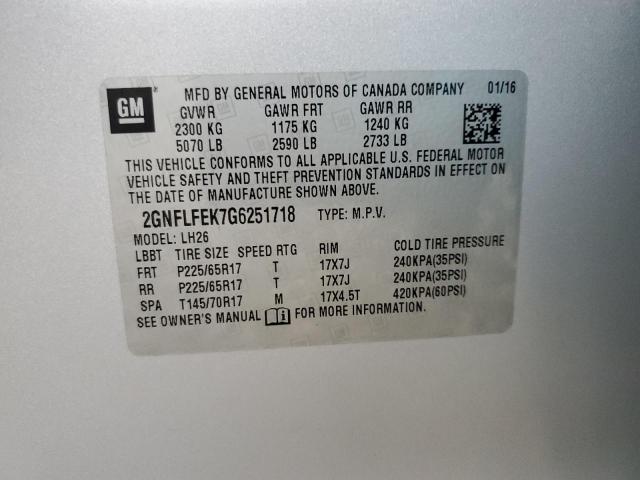 GM
MFD BY GENERAL MOTORS OF CANADA COMPANY 01/16
GVWR GAWR FRT GAWR RR
2300 KG 1175 KG 1240 KG
5070 LB 2590 LB 2733 LB
THIS VEHICLE CONFORMS TO ALL APPLICABLE U.S. FEDERAL MOTOR
VEHICLE SAFETY AND THEFT PREVENTION STANDARDS IN EFFECT ON
THE DATE OF MANUFACTURE SHOWN ABOVE.
2GNFLFEK7G6251718 TYPE: M.P.V.
MODEL: LH26
LBBT TIRE SIZE SPEED RTG RIM COLD TIRE PRESSURE
FRT P225/65R17 T 17X7J 240KPA(35PSI)
RR P225/65R17 T 17X7J 240KPA(35PSI)
SPA T145/70R17 M 17X4.5T 420KPA(60PSI)
SEE OWNER'S MANUAL FOR MORE INFORMATION.